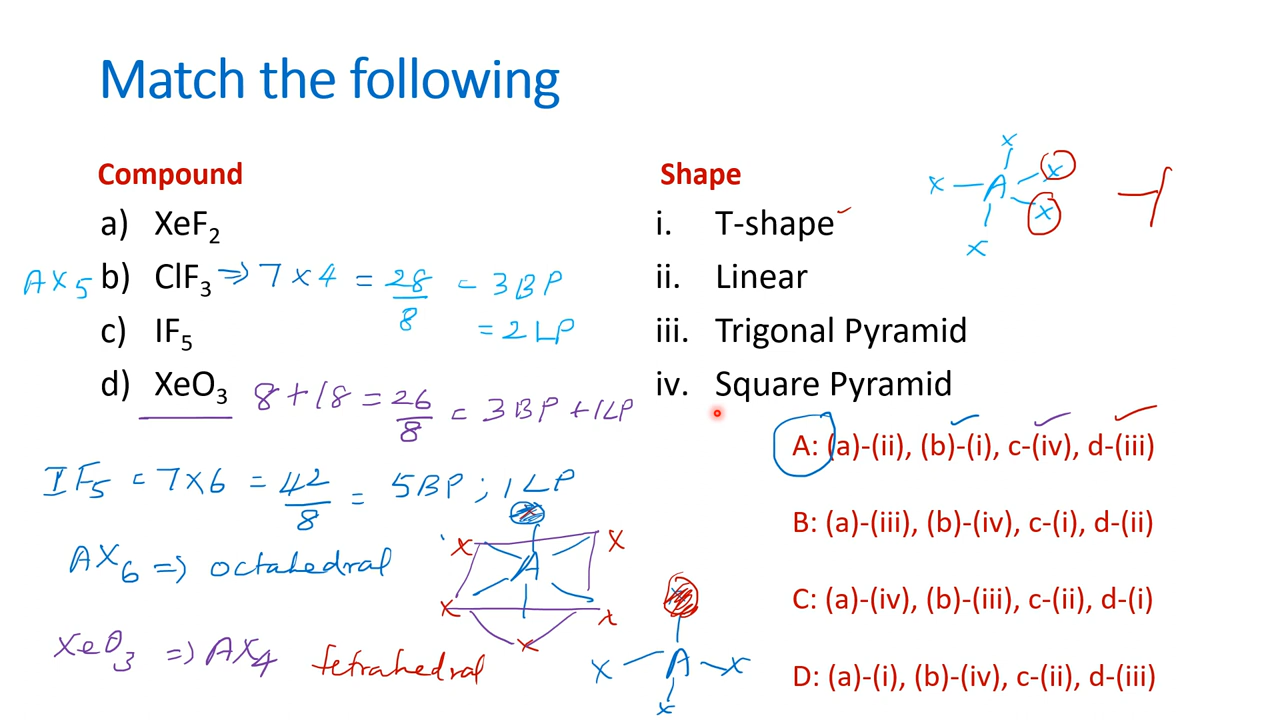 Match the following
Compound
Shape
a) XeF₂
i. T-shape
AX₅ b) ClF₃ ⇒ 7 × 4 = 28/8 = 3BP
= 2LP
ii. Linear
c) IF₅
iii. Trigonal Pyramid
d) XeO₃ 8 + 18 = 26/8 = 3BP + 1LP
iv. Square Pyramid
X
X A X
X
X
A: (a)-(ii), (b)-(i), c-(iv), d-(iii)
IF₅ = 7×6 = 42/8 = 5BP ; 1LP
B: (a)-(iii), (b)-(iv), c-(i), d-(ii)
AX₆ ⇒ octahedral
X X
A
X X
X
C: (a)-(iv), (b)-(iii), c-(ii), d-(i)
XeO₃ ⇒ AX₄ tetrahedral
X A X
X
D: (a)-(i), (b)-(iv), c-(ii), d-(iii)